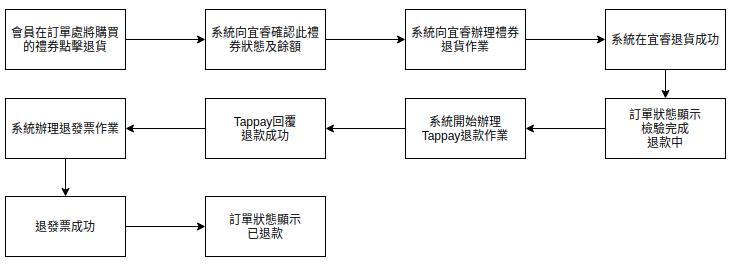 會員在訂單處將購買
的禮券點擊退貨
系統向宜睿確認此禮
券狀態及餘額
系統向宜睿辦理禮券
退貨作業
系統在宜睿退貨成功
訂單狀態顯示
檢驗完成
退款中
系統開始辦理
Tappay退款作業
Tappay回覆
退款成功
系統辦理退發票作業
退發票成功
訂單狀態顯示
已退款